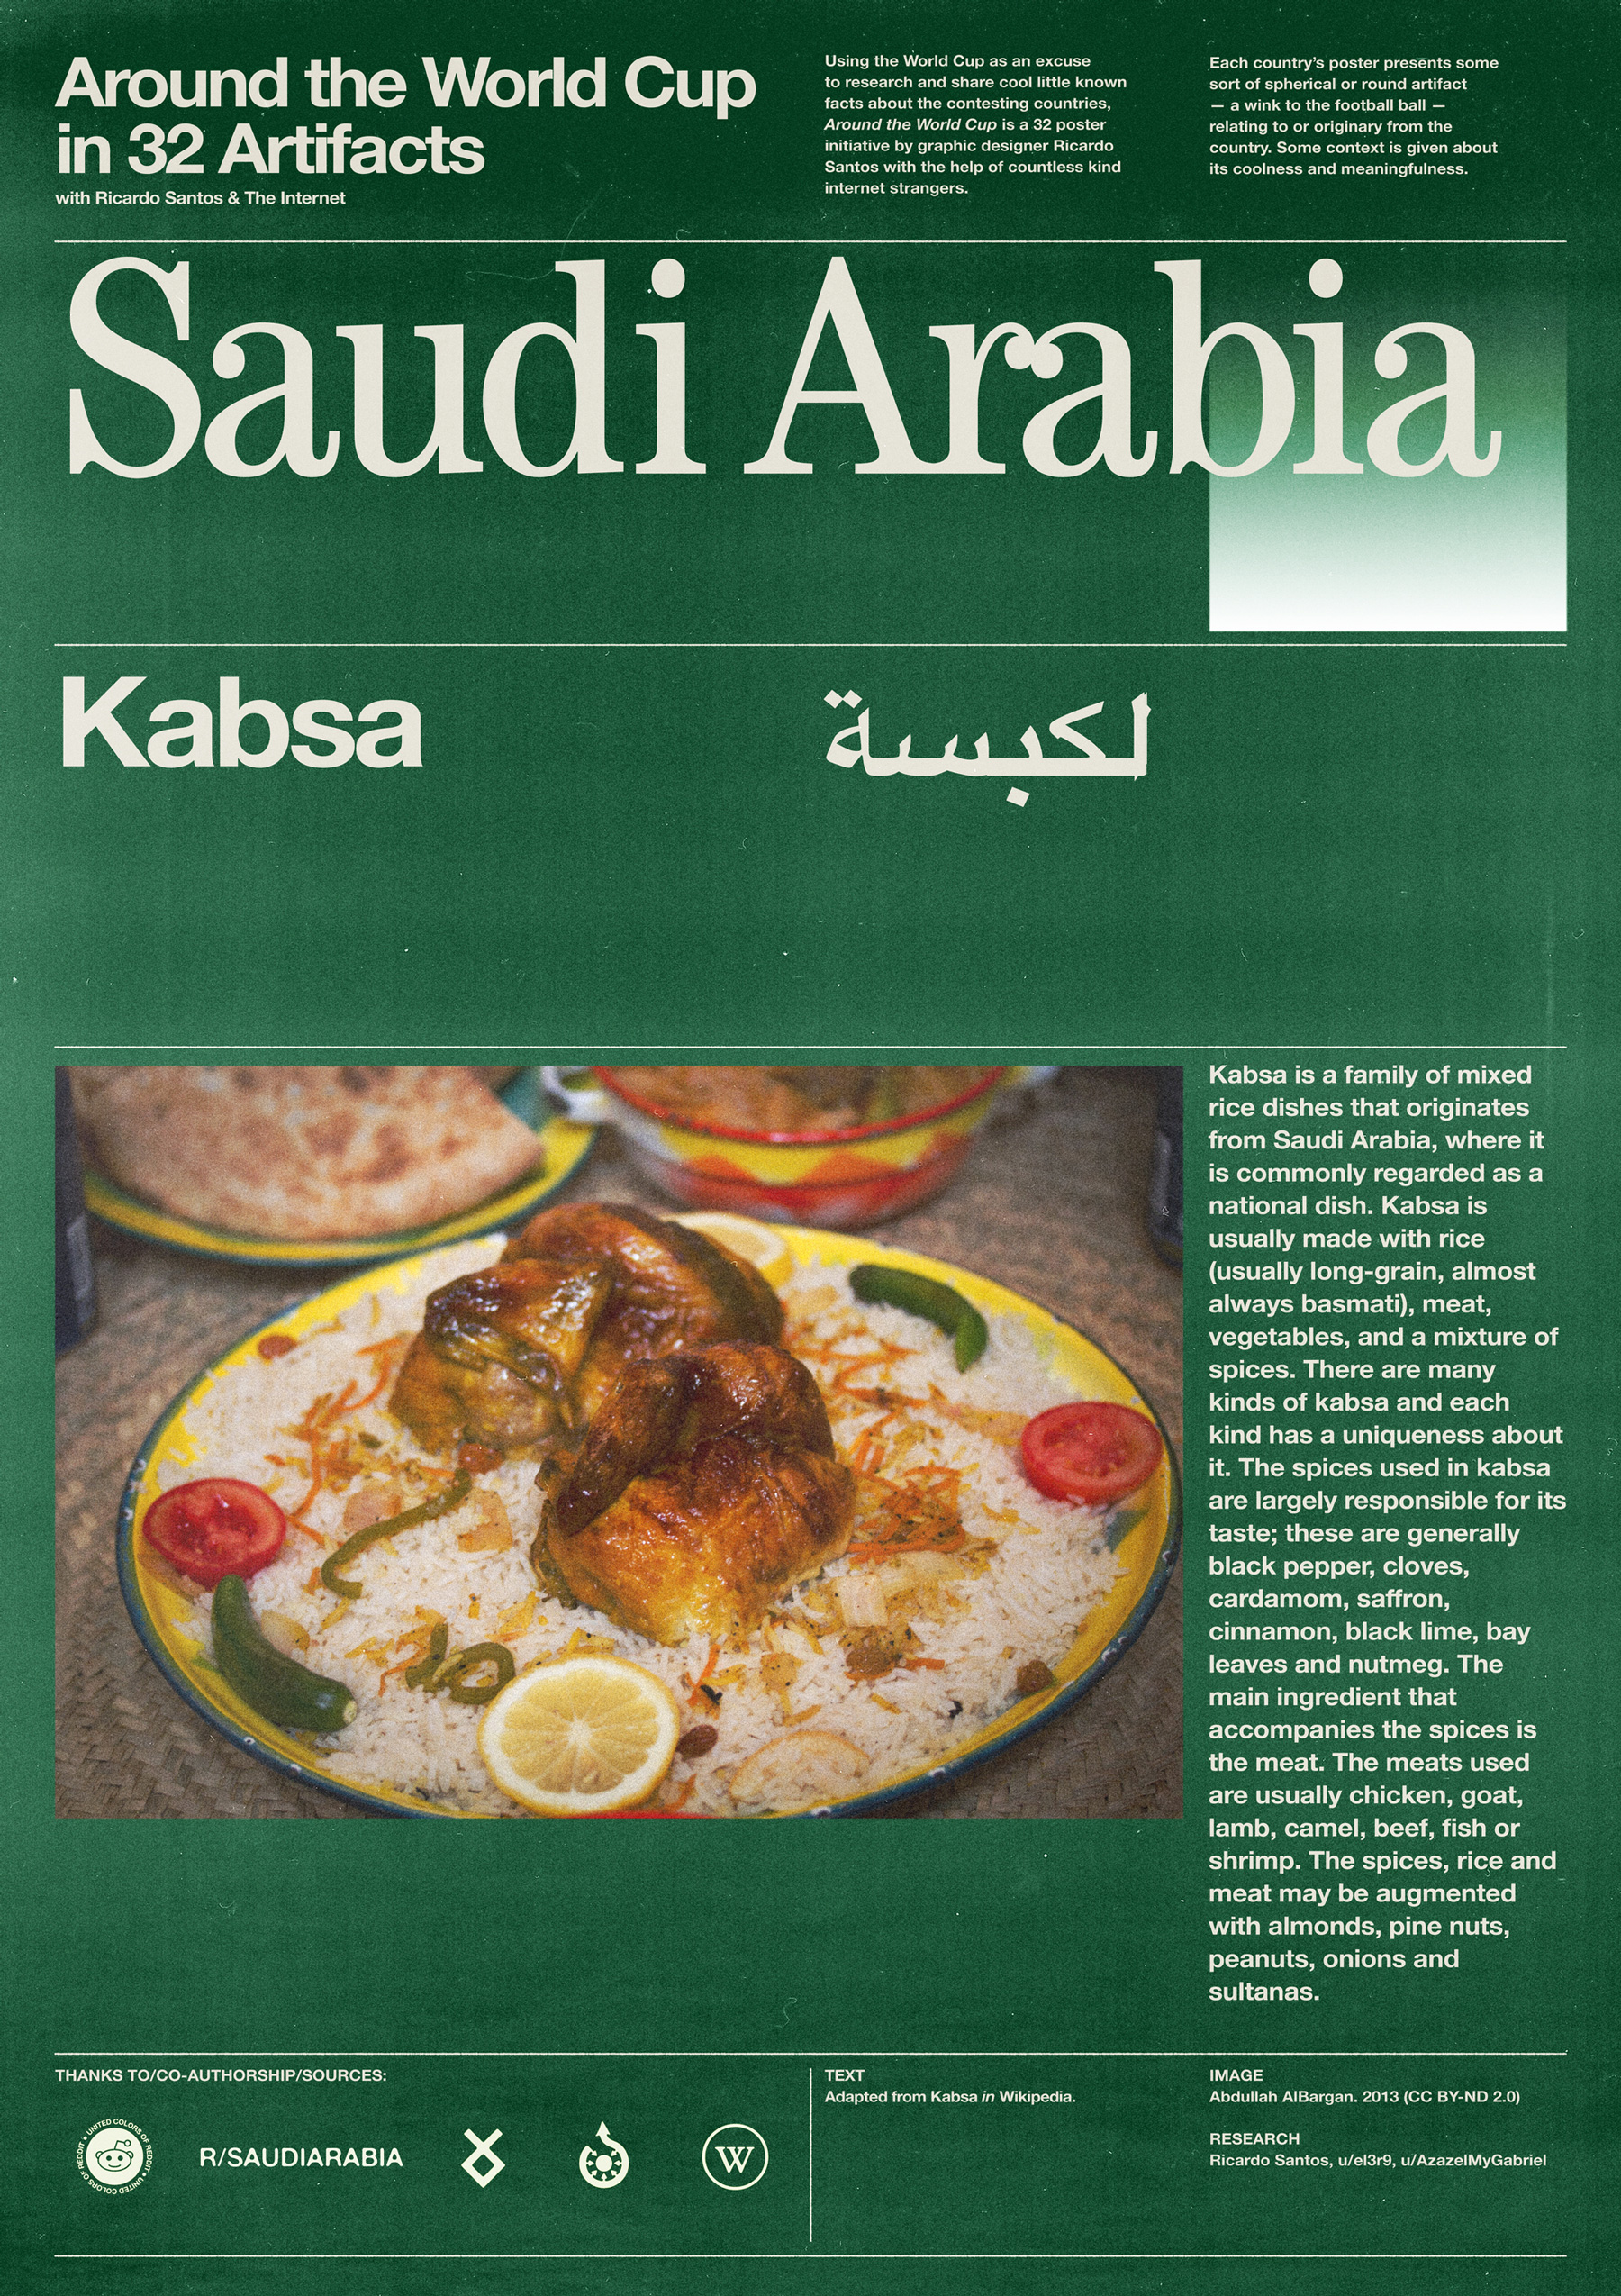 Around the World Cup
in 32 Artifacts
with Ricardo Santos & The Internet
Using the World Cup as an excuse
to research and share cool little known
facts about the contesting countries,
Around the World Cup is a 32 poster
initiative by graphic designer Ricardo
Santos with the help of countless kind
internet strangers.
Each country's poster presents some
sort of spherical or round artifact
— a wink to the football ball —
relating to or originary from the
country. Some context is given about
its coolness and meaningfulness.
Saudi Arabia
Kabsa
لكبسة
Kabsa is a family of mixed
rice dishes that originates
from Saudi Arabia, where it
is commonly regarded as a
national dish. Kabsa is
usually made with rice
(usually long-grain, almost
always basmati), meat,
vegetables, and a mixture of
spices. There are many
kinds of kabsa and each
kind has a uniqueness about
it. The spices used in kabsa
are largely responsible for its
taste; these are generally
black pepper, cloves,
cardamom, saffron,
cinnamon, black lime, bay
leaves and nutmeg. The
main ingredient that
accompanies the spices is
the meat. The meats used
are usually chicken, goat,
lamb, camel, beef, fish or
shrimp. The spices, rice and
meat may be augmented
with almonds, pine nuts,
peanuts, onions and
sultanas.
THANKS TO/CO-AUTHORSHIP/SOURCES:
UNITED COLORS OF REDDIT • UNITED COLORS OF REDDIT •
R/SAUDIARABIA
W
TEXT
Adapted from Kabsa in Wikipedia.
IMAGE
Abdullah AlBargan. 2013 (CC BY-ND 2.0)
RESEARCH
Ricardo Santos, u/el3r9, u/AzazelMyGabriel